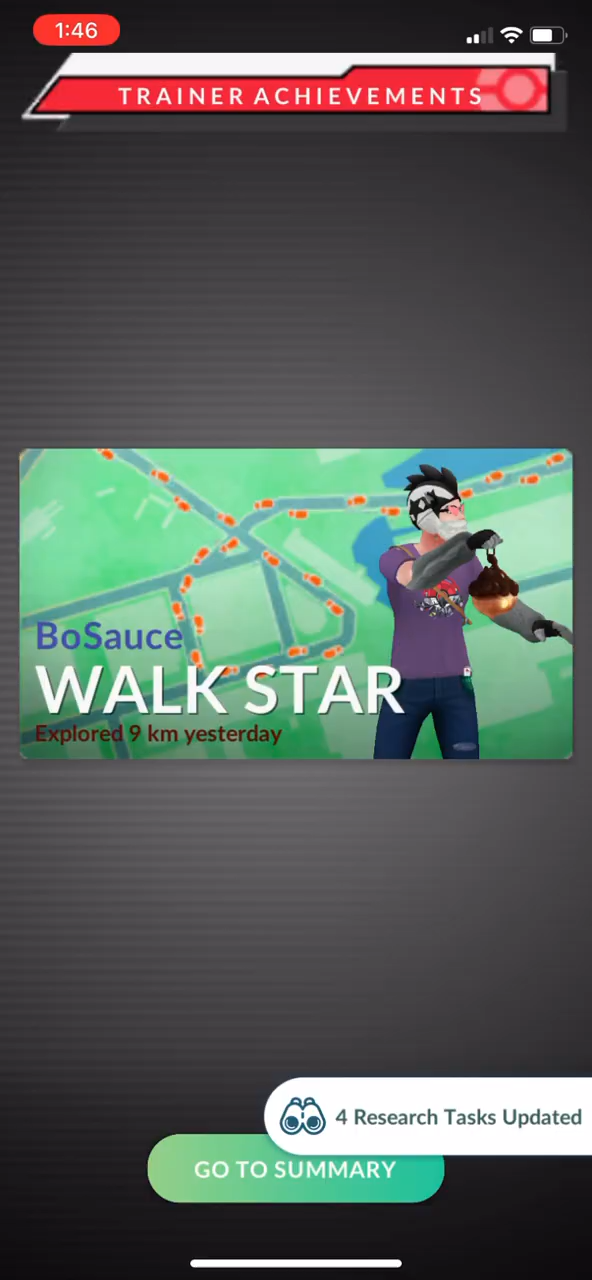 1:46
TRAINER ACHIEVEMENTS
BoSauce
WALK STAR
Explored 9 km yesterday
4 Research Tasks Updated
GO TO SUMMARY